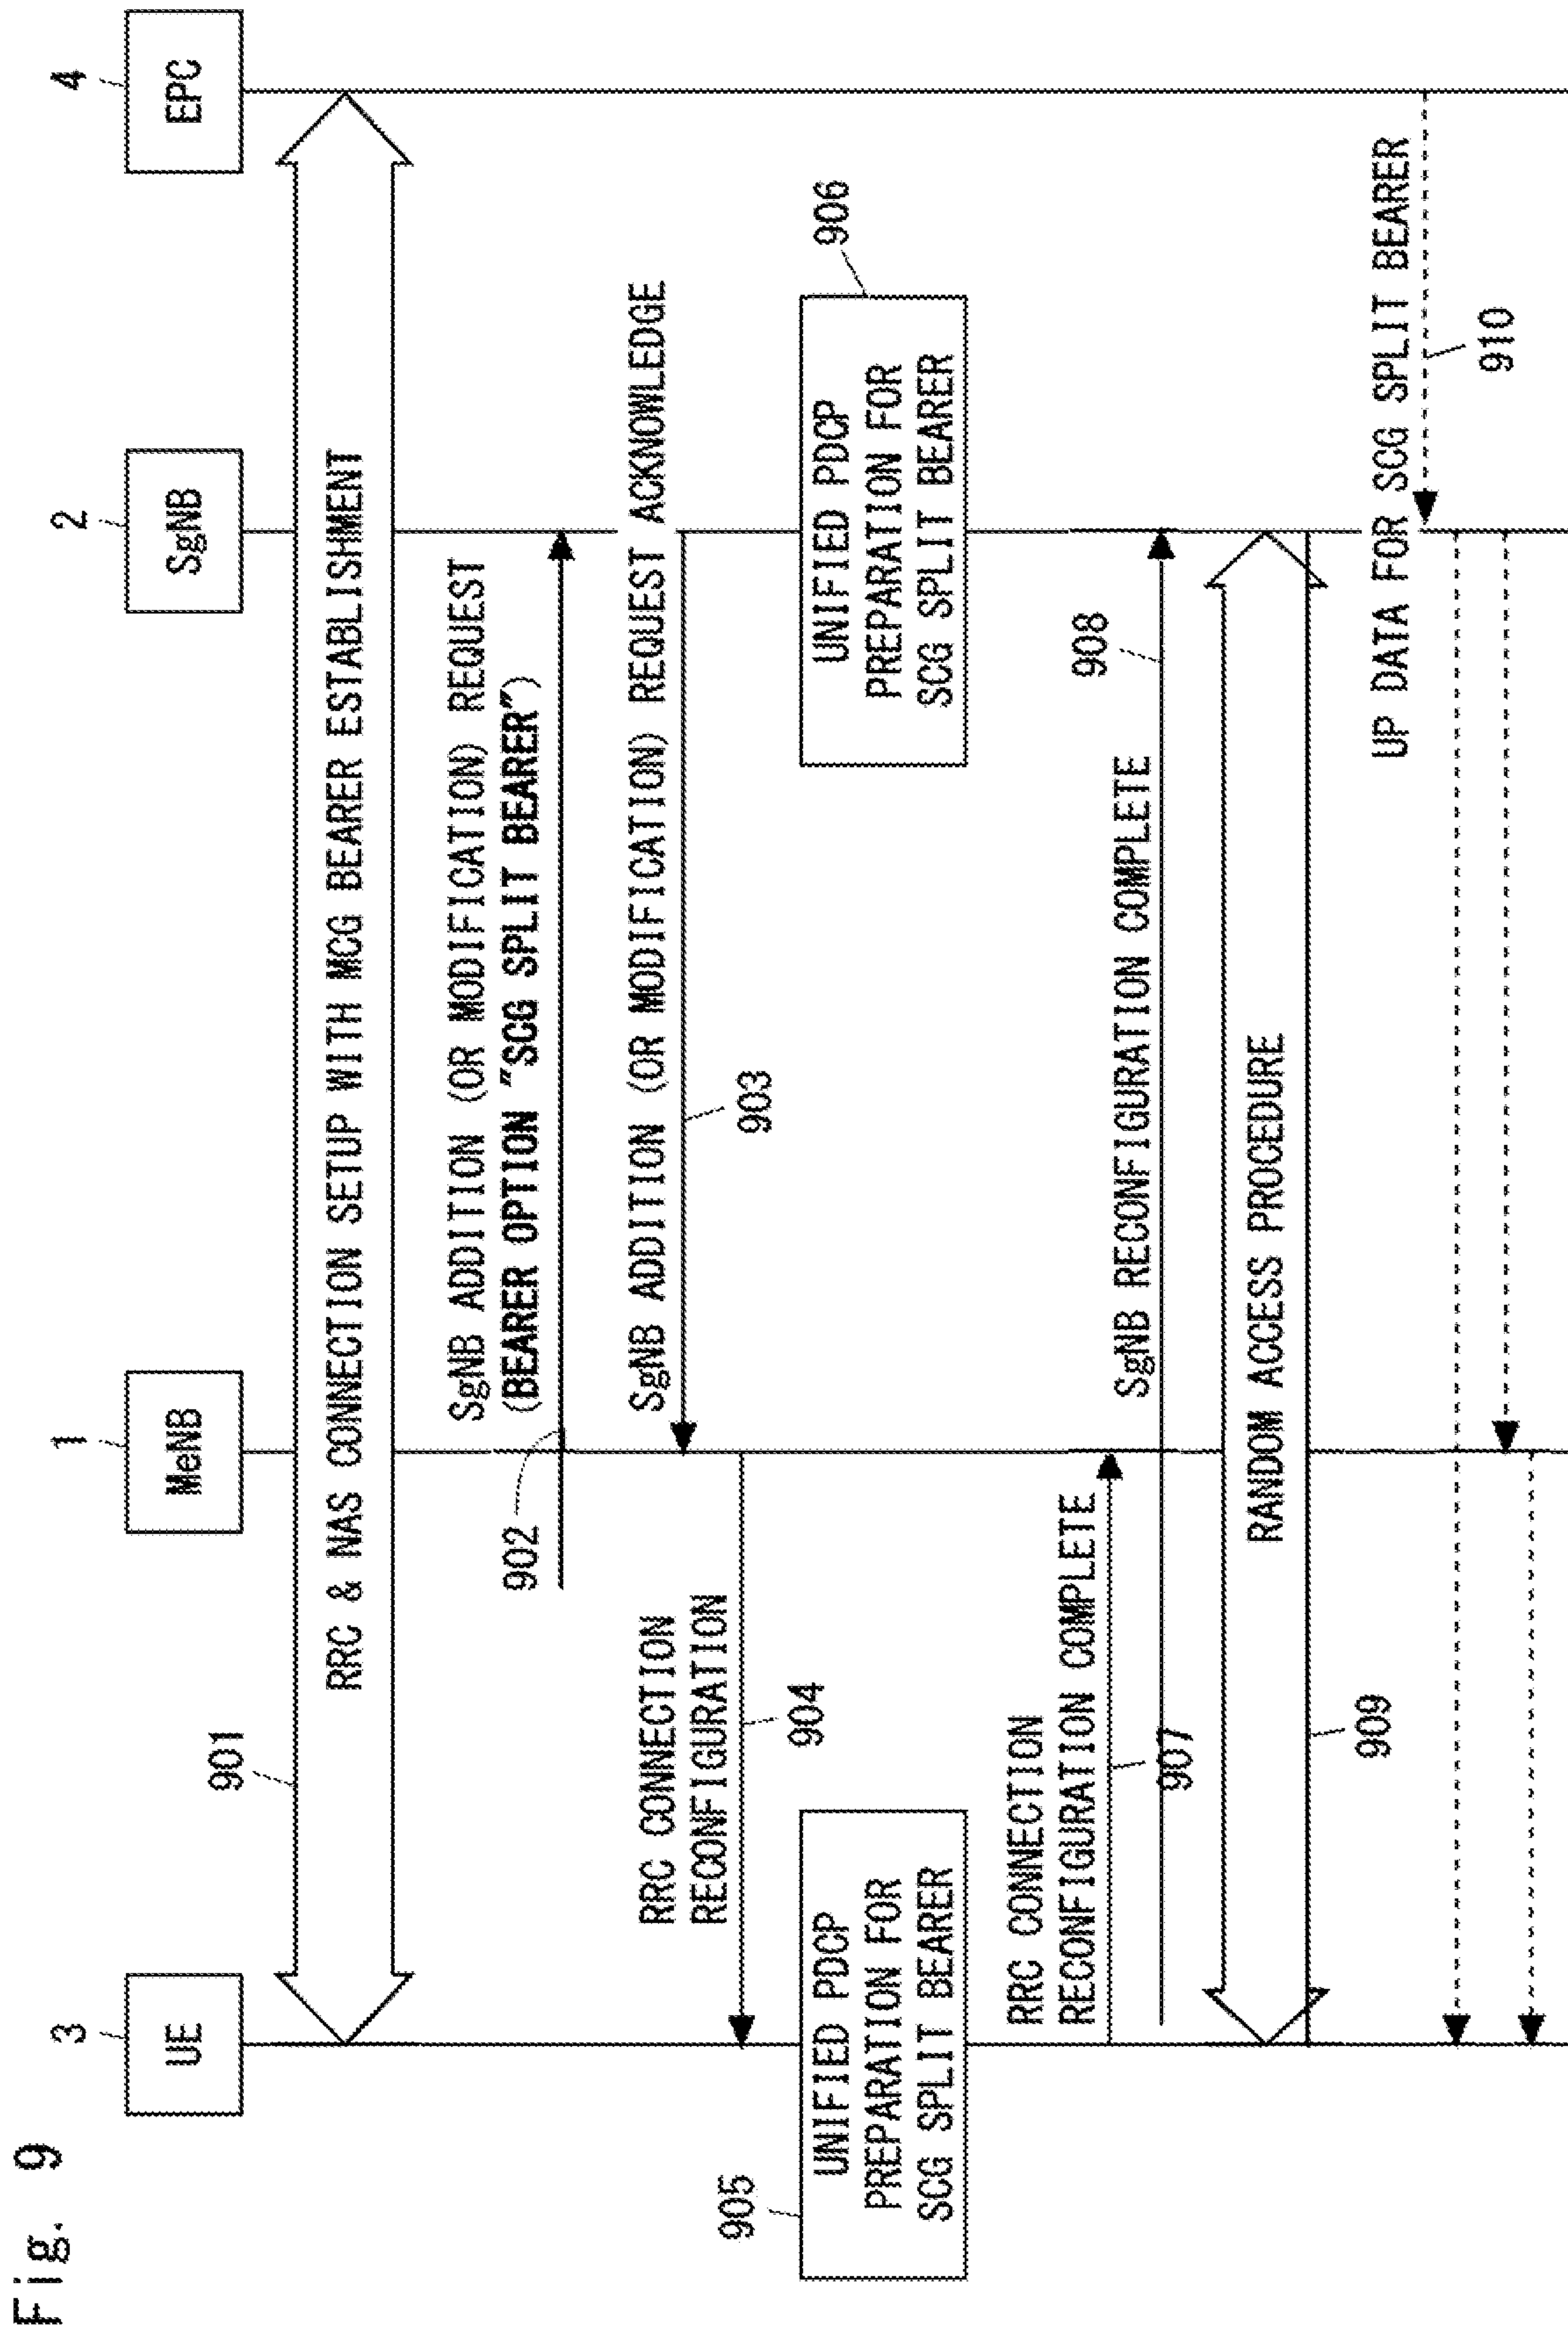 Fig. 9
3
UE
1
MeNB
2
SgNB
4
EPC
901
RRC & NAS CONNECTION SETUP WITH MCG BEARER ESTABLISHMENT
SgNB ADDITION (OR MODIFICATION) REQUEST
(BEARER OPTION "SCG SPLIT BEARER")
902
SgNB ADDITION (OR MODIFICATION) REQUEST ACKNOWLEDGE
903
RRC CONNECTION
RECONFIGURATION
904
905
UNIFIED PDCP
PREPARATION FOR
SCG SPLIT BEARER
906
UNIFIED PDCP
PREPARATION FOR
SCG SPLIT BEARER
RRC CONNECTION
RECONFIGURATION COMPLETE
907
SgNB RECONFIGURATION COMPLETE
908
RANDOM ACCESS PROCEDURE
909
UP DATA FOR SCG SPLIT BEARER
910